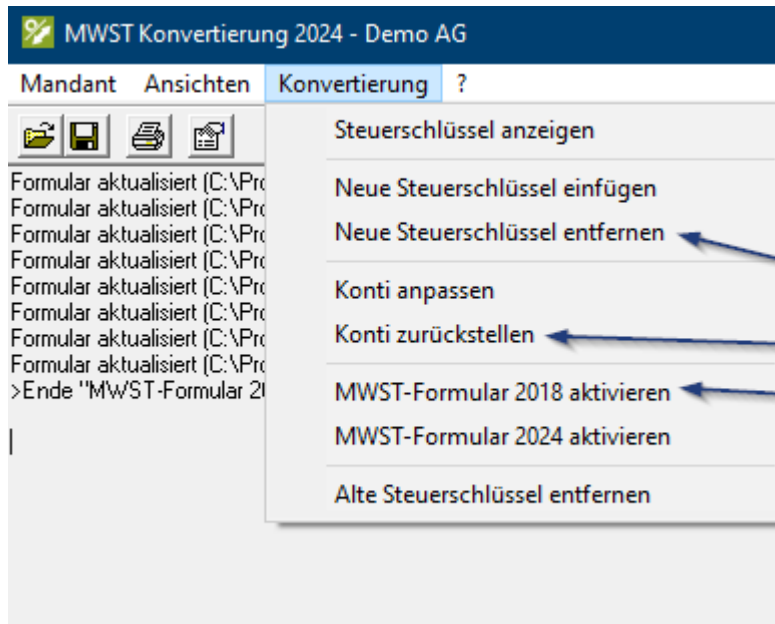 MWST Konvertierung 2024 - Demo AG
Mandant Ansichten Konvertierung ?
Steuerschlüssel anzeigen
Neue Steuerschlüssel einfügen
Neue Steuerschlüssel entfernen
Konti anpassen
Konti zurückstellen
MWST-Formular 2018 aktivieren
MWST-Formular 2024 aktivieren
Alte Steuerschlüssel entfernen
Formular aktualisiert (C:\Pro
Formular aktualisiert (C:\Pro
Formular aktualisiert (C:\Pro
Formular aktualisiert (C:\Pro
Formular aktualisiert (C:\Pro
Formular aktualisiert (C:\Pro
Formular aktualisiert (C:\Pro
Formular aktualisiert (C:\Pro
>Ende "MWST-Formular 2